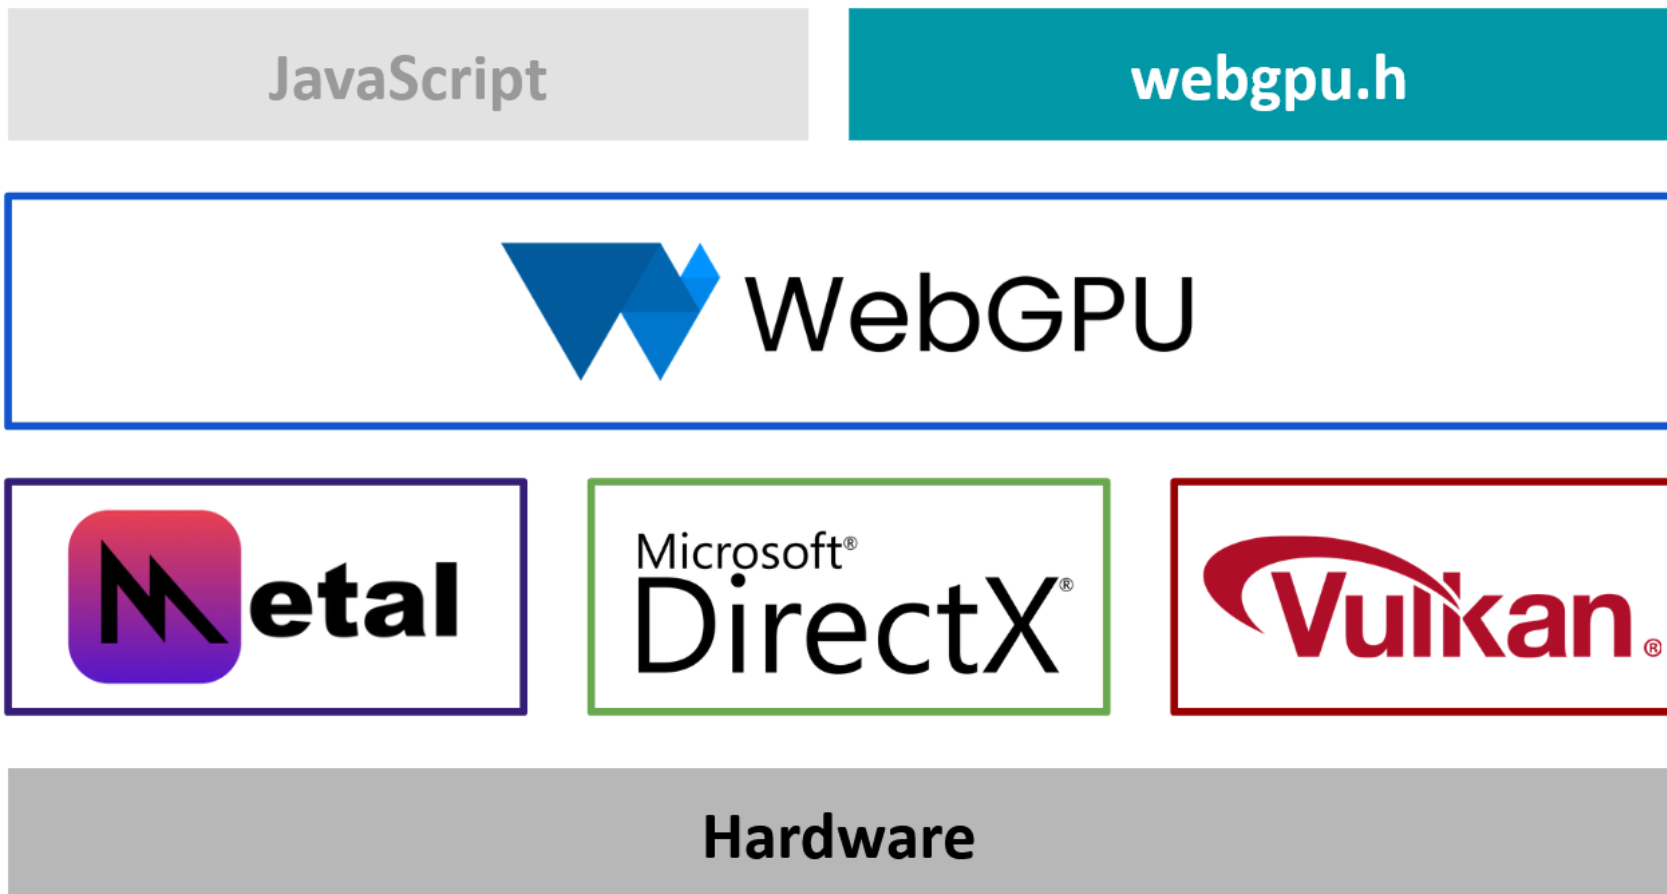 JavaScript
webgpu.h
WebGPU
Metal
Microsoft®
DirectX®
Vulkan®
Hardware